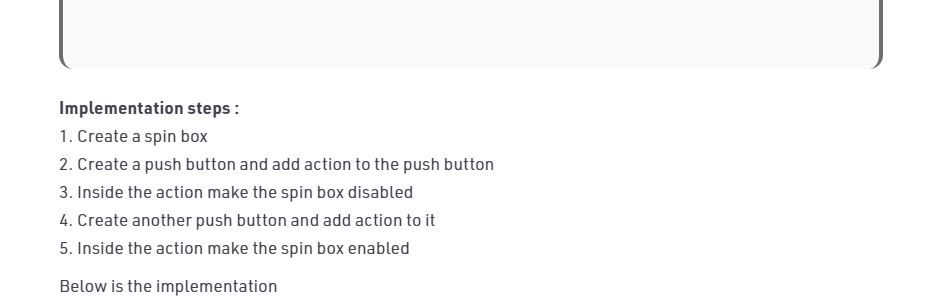 Implementation steps :
1. Create a spin box
2. Create a push button and add action to the push button
3. Inside the action make the spin box disabled
4. Create another push button and add action to it
5. Inside the action make the spin box enabled
Below is the implementation